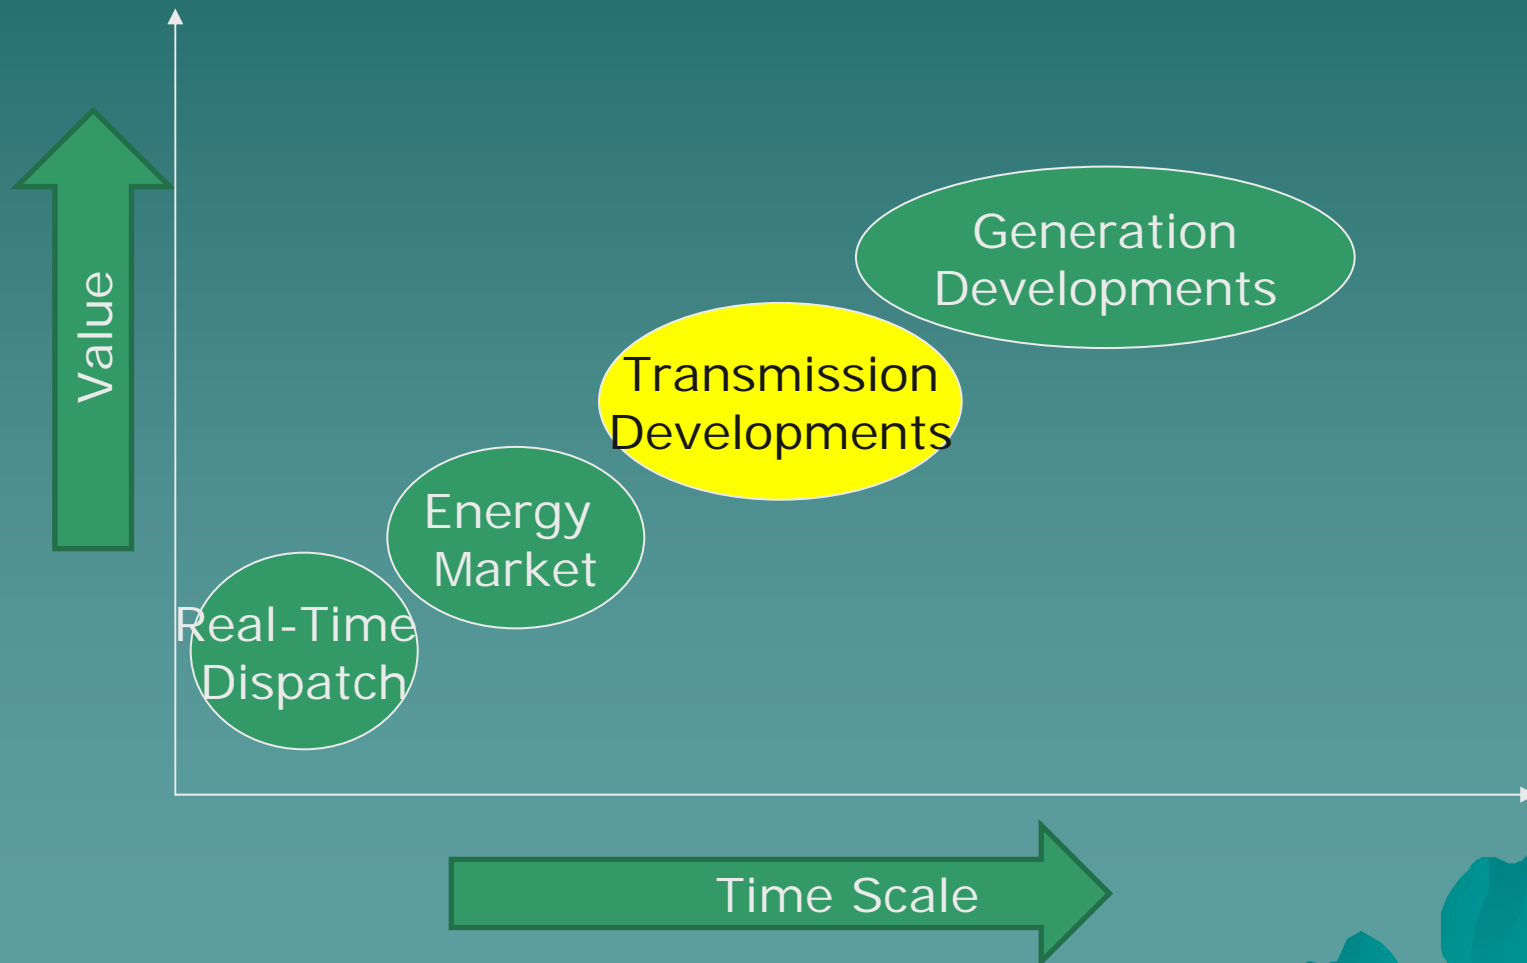 Generation
Developments
Transmission
Developments
Value
Energy
Market
Real-Time
Dispatch
Time Scale